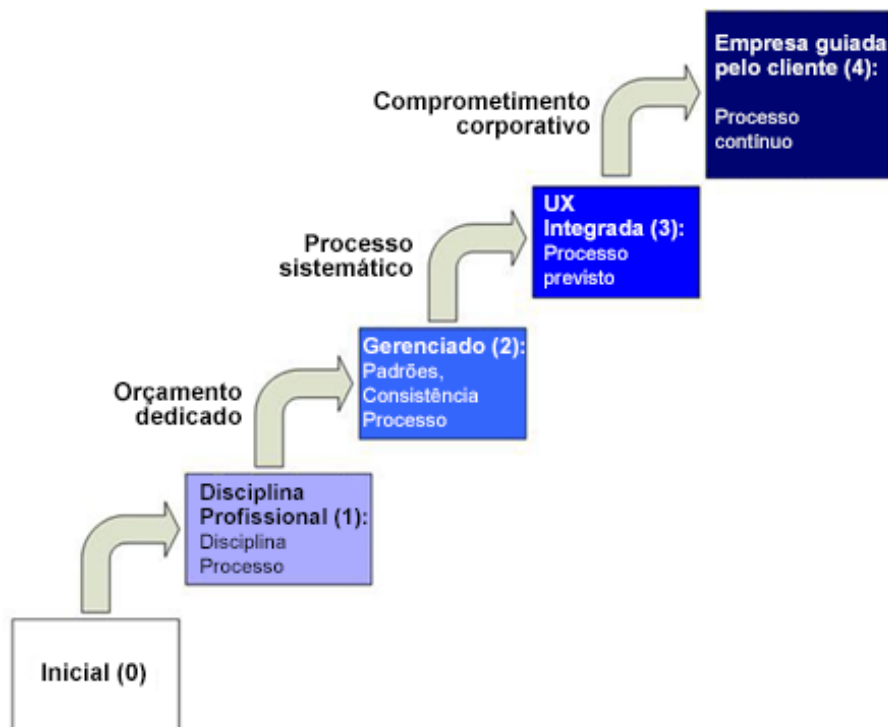 Empresa guiada
pelo cliente (4):
Processo
contínuo
Comprometimento
corporativo
UX
Integrada (3):
Processo
previsto
Processo
sistemático
Gerenciado (2):
Padrões,
Consistência
Processo
Orçamento
dedicado
Disciplina
Profissional (1):
Disciplina
Processo
Inicial (0)